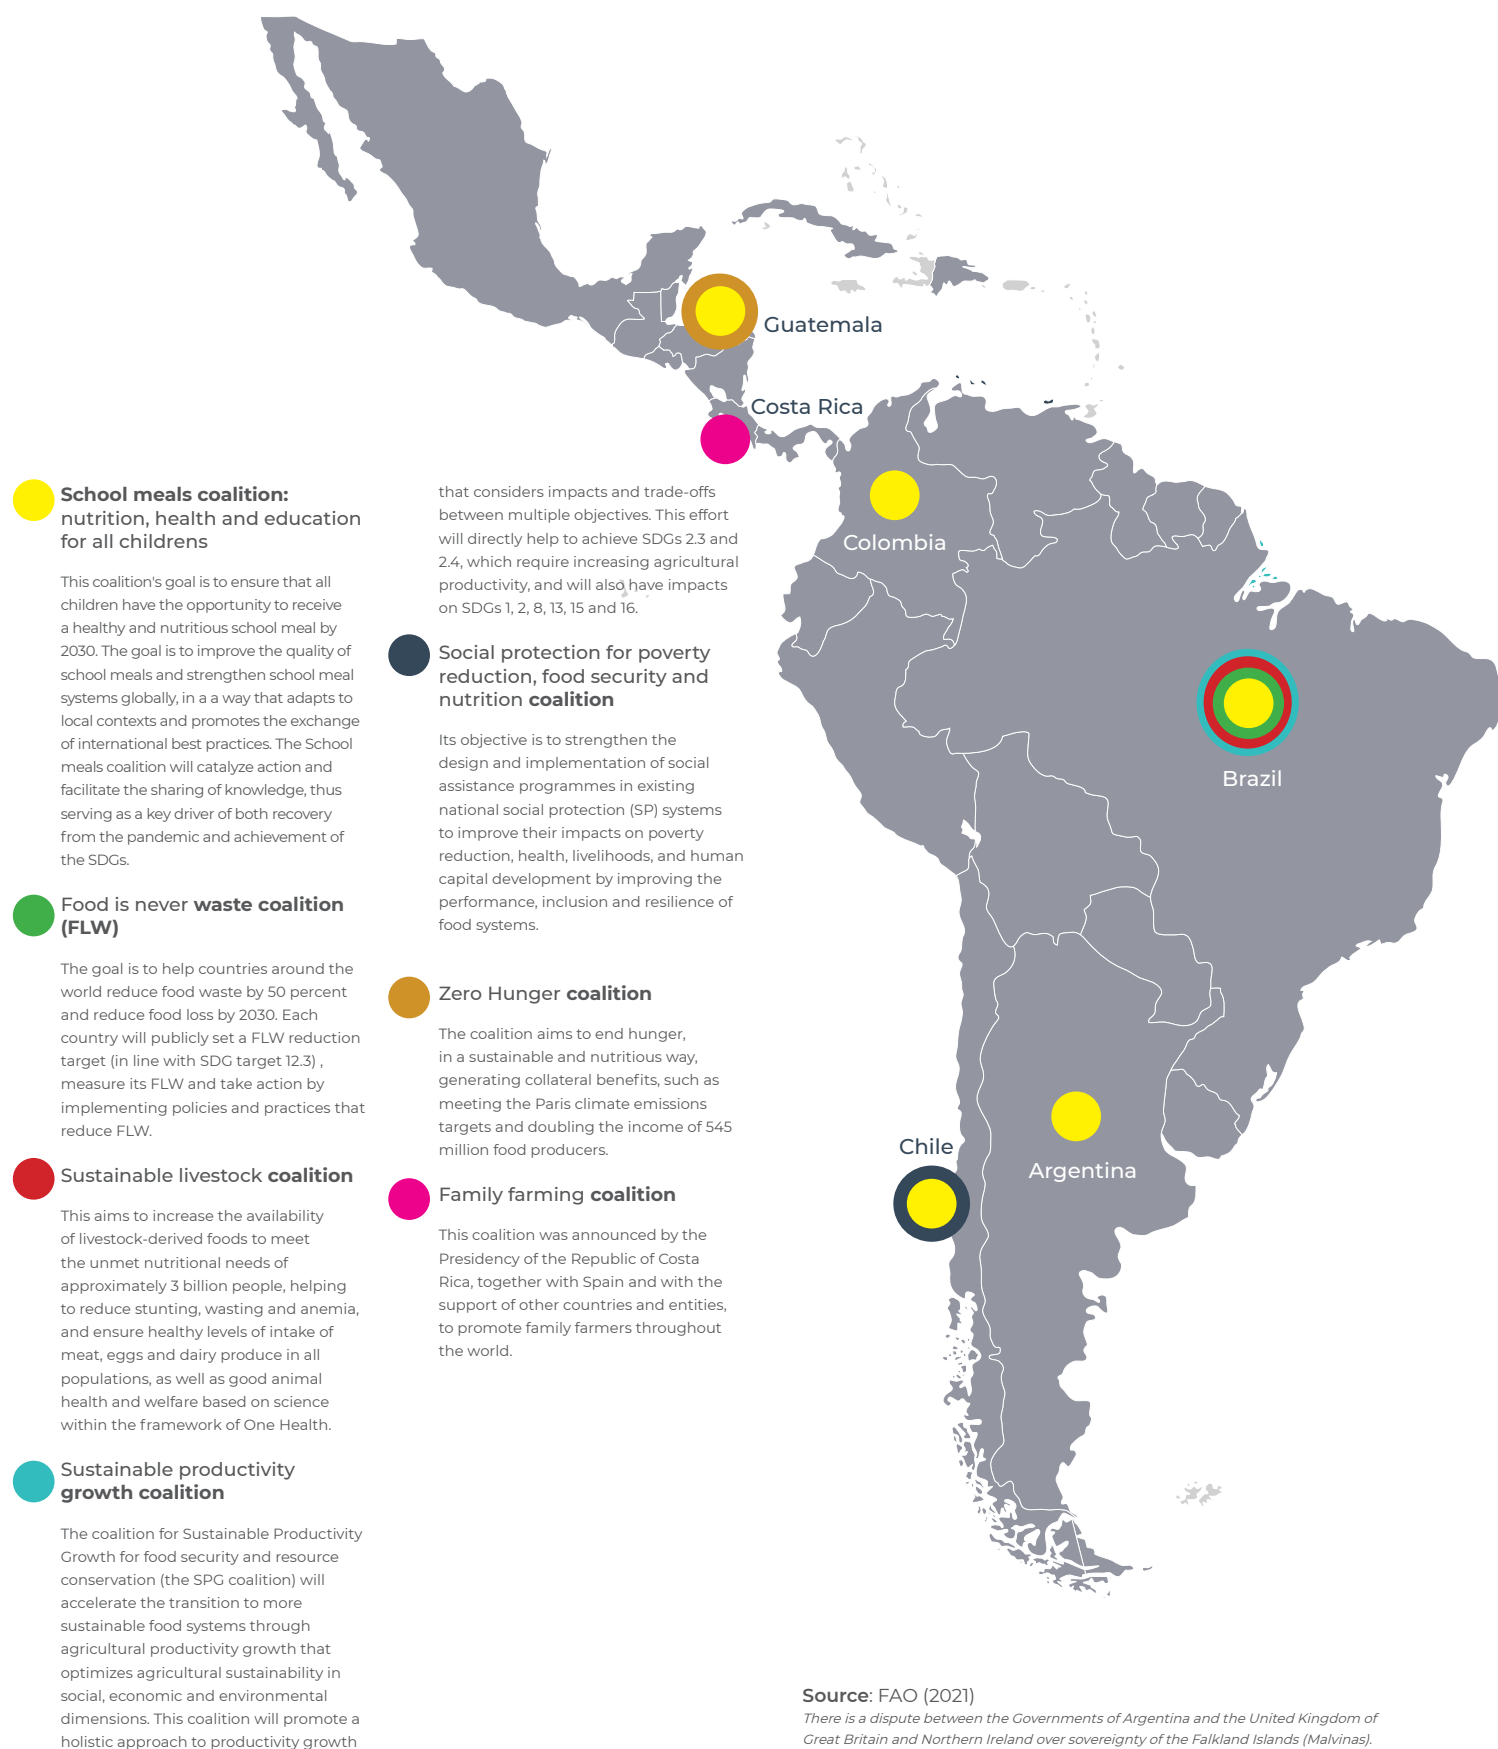 Guatemala
Costa Rica
Colombia
Brazil
Chile
Argentina
School meals coalition:
nutrition, health and education
for all childrens
This coalition's goal is to ensure that all
children have the opportunity to receive
a healthy and nutritious school meal by
2030. The goal is to improve the quality of
school meals and strengthen school meal
systems globally, in a a way that adapts to
local contexts and promotes the exchange
of international best practices. The School
meals coalition will catalyze action and
facilitate the sharing of knowledge, thus
serving as a key driver of both recovery
from the pandemic and achievement of
the SDGs.
Food is never waste coalition
(FLW)
The goal is to help countries around the
world reduce food waste by 50 percent
and reduce food loss by 2030. Each
country will publicly set a FLW reduction
target (in line with SDG target 12.3) ,
measure its FLW and take action by
implementing policies and practices that
reduce FLW.
Sustainable livestock coalition
This aims to increase the availability
of livestock-derived foods to meet
the unmet nutritional needs of
approximately 3 billion people, helping
to reduce stunting, wasting and anemia,
and ensure healthy levels of intake of
meat, eggs and dairy produce in all
populations, as well as good animal
health and welfare based on science
within the framework of One Health.
Sustainable productivity
growth coalition
The coalition for Sustainable Productivity
Growth for food security and resource
conservation (the SPG coalition) will
accelerate the transition to more
sustainable food systems through
agricultural productivity growth that
optimizes agricultural sustainability in
social, economic and environmental
dimensions. This coalition will promote a
holistic approach to productivity growth
that considers impacts and trade-offs
between multiple objectives. This effort
will directly help to achieve SDGs 2.3 and
2.4, which require increasing agricultural
productivity, and will also have impacts
on SDGs 1, 2, 8, 13, 15 and 16.
Social protection for poverty
reduction, food security and
nutrition coalition
Its objective is to strengthen the
design and implementation of social
assistance programmes in existing
national social protection (SP) systems
to improve their impacts on poverty
reduction, health, livelihoods, and human
capital development by improving the
performance, inclusion and resilience of
food systems.
Zero Hunger coalition
The coalition aims to end hunger,
in a sustainable and nutritious way,
generating collateral benefits, such as
meeting the Paris climate emissions
targets and doubling the income of 545
million food producers.
Family farming coalition
This coalition was announced by the
Presidency of the Republic of Costa
Rica, together with Spain and with the
support of other countries and entities,
to promote family farmers throughout
the world.
Source: FAO (2021)
There is a dispute between the Governments of Argentina and the United Kingdom of
Great Britain and Northern Ireland over sovereignty of the Falkland Islands (Malvinas).